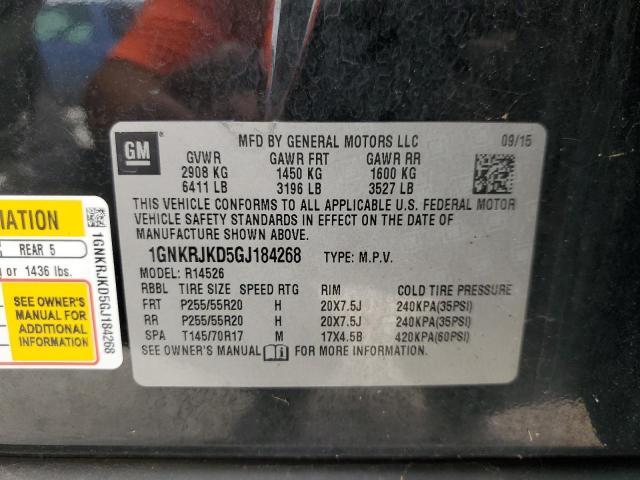 GM
MFD BY GENERAL MOTORS LLC 09/15
GVWR GAWR FRT GAWR RR
2908 KG 1450 KG 1600 KG
6411 LB 3196 LB 3527 LB
THIS VEHICLE CONFORMS TO ALL APPLICABLE U.S. FEDERAL MOTOR
VEHICLE SAFETY STANDARDS IN EFFECT ON THE DATE OF
MANUFACTURE SHOWN ABOVE.
1GNKRJKD5GJ184268 TYPE: M.P.V.
MODEL: R14526
RBBL TIRE SIZE SPEED RTG RIM COLD TIRE PRESSURE
FRT P255/55R20 H 20X7.5J 240KPA(35PSI)
RR P255/55R20 H 20X7.5J 240KPA(35PSI)
SPA T145/70R17 M 17X4.5B 420KPA(60PSI)
SEE OWNER'S MANUAL FOR MORE INFORMATION.
MATION
REAR 5
or 1436 lbs.
SEE OWNER'S
MANUAL FOR
ADDITIONAL
INFORMATION
1GNKRJKD5GJ184268